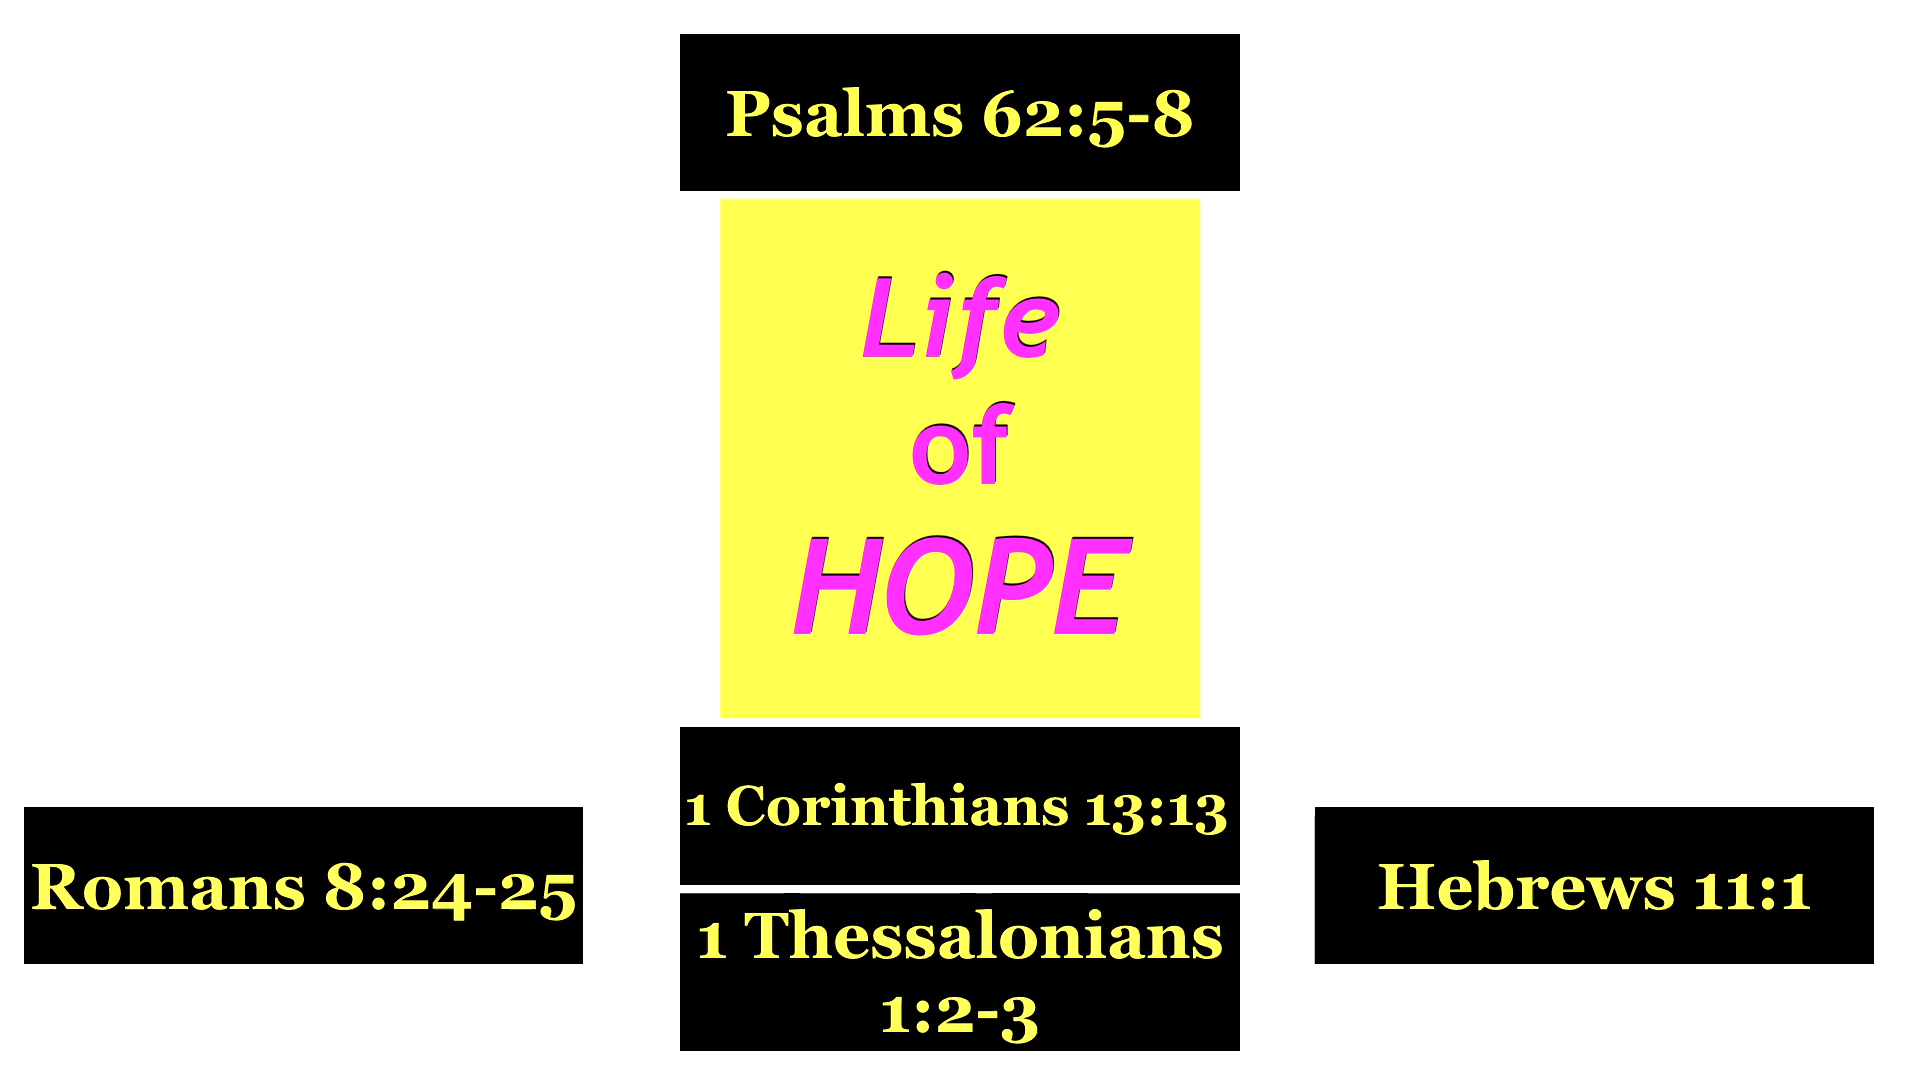 Psalms 62:5-8
Life
of
HOPE
1 Corinthians 13:13
Romans 8:24-25
Hebrews 11:1
1 Thessalonians
1:2-3